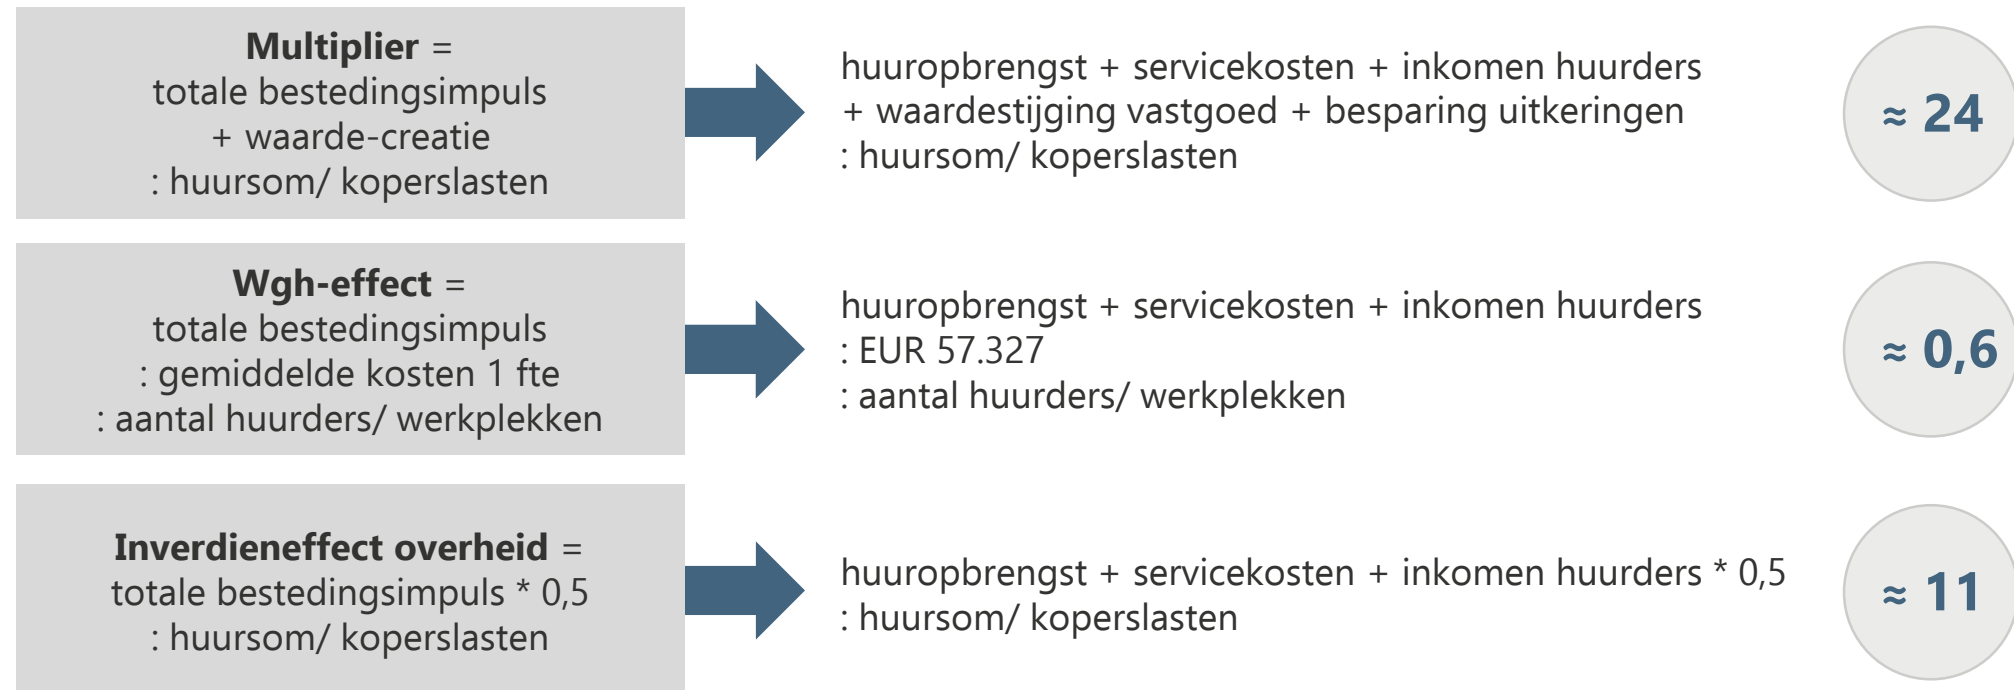 Multiplier =
totale bestedingsimpuls
+ waarde-creatie
: huursom/ koperslasten
huuropbrengst + servicekosten + inkomen huurders
+ waardestijging vastgoed + besparing uitkeringen
: huursom/ koperslasten
≈ 24
Wgh-effect =
totale bestedingsimpuls
: gemiddelde kosten 1 fte
: aantal huurders/ werkplekken
huuropbrengst + servicekosten + inkomen huurders
: EUR 57.327
: aantal huurders/ werkplekken
≈ 0,6
Inverdieneffect overheid =
totale bestedingsimpuls * 0,5
: huursom/ koperslasten
huuropbrengst + servicekosten + inkomen huurders * 0,5
: huursom/ koperslasten
≈ 11